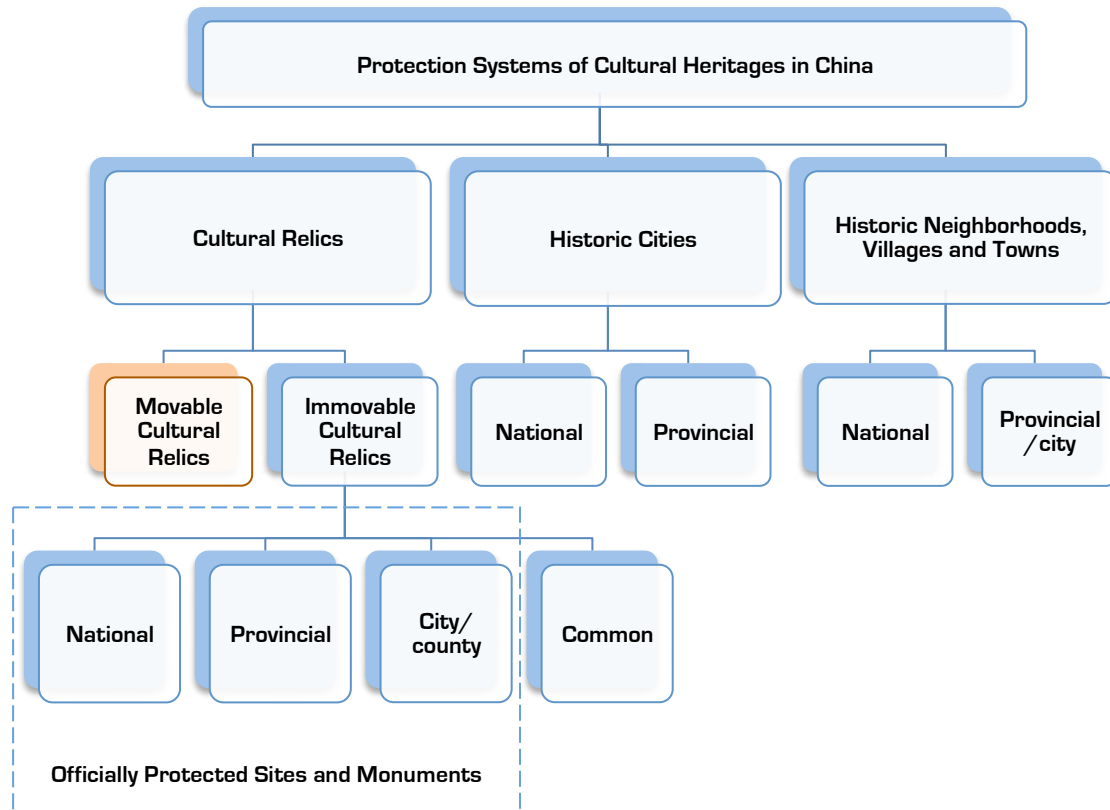 Protection Systems of Cultural Heritages in China
Cultural Relics
Historic Cities
Historic Neighborhoods,
Villages and Towns
Movable
Cultural
Relics
Immovable
Cultural
Relics
National
Provincial
National
Provincial
/city
National
Provincial
City/
county
Common
Officially Protected Sites and Monuments